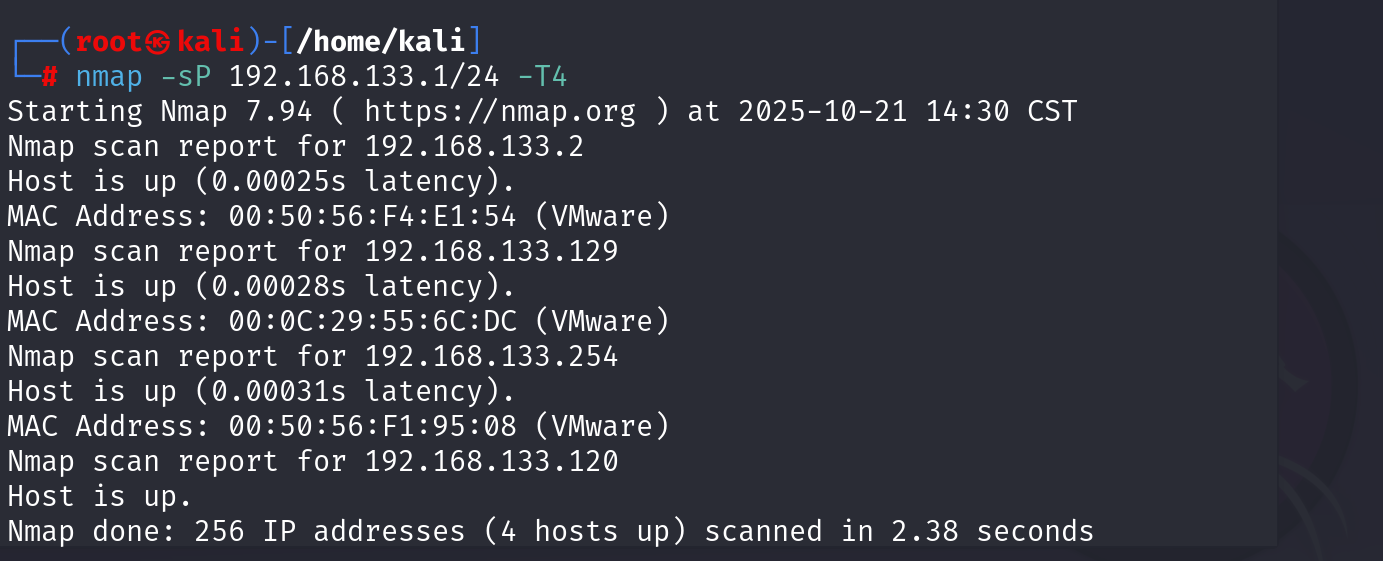 ┌──(root㉿kali)-[/home/kali]
└─# nmap -sP 192.168.133.1/24 -T4
Starting Nmap 7.94 ( https://nmap.org ) at 2025-10-21 14:30 CST
Nmap scan report for 192.168.133.2
Host is up (0.00025s latency).
MAC Address: 00:50:56:F4:E1:54 (VMware)
Nmap scan report for 192.168.133.129
Host is up (0.00028s latency).
MAC Address: 00:0C:29:55:6C:DC (VMware)
Nmap scan report for 192.168.133.254
Host is up (0.00031s latency).
MAC Address: 00:50:56:F1:95:08 (VMware)
Nmap scan report for 192.168.133.120
Host is up.
Nmap done: 256 IP addresses (4 hosts up) scanned in 2.38 seconds